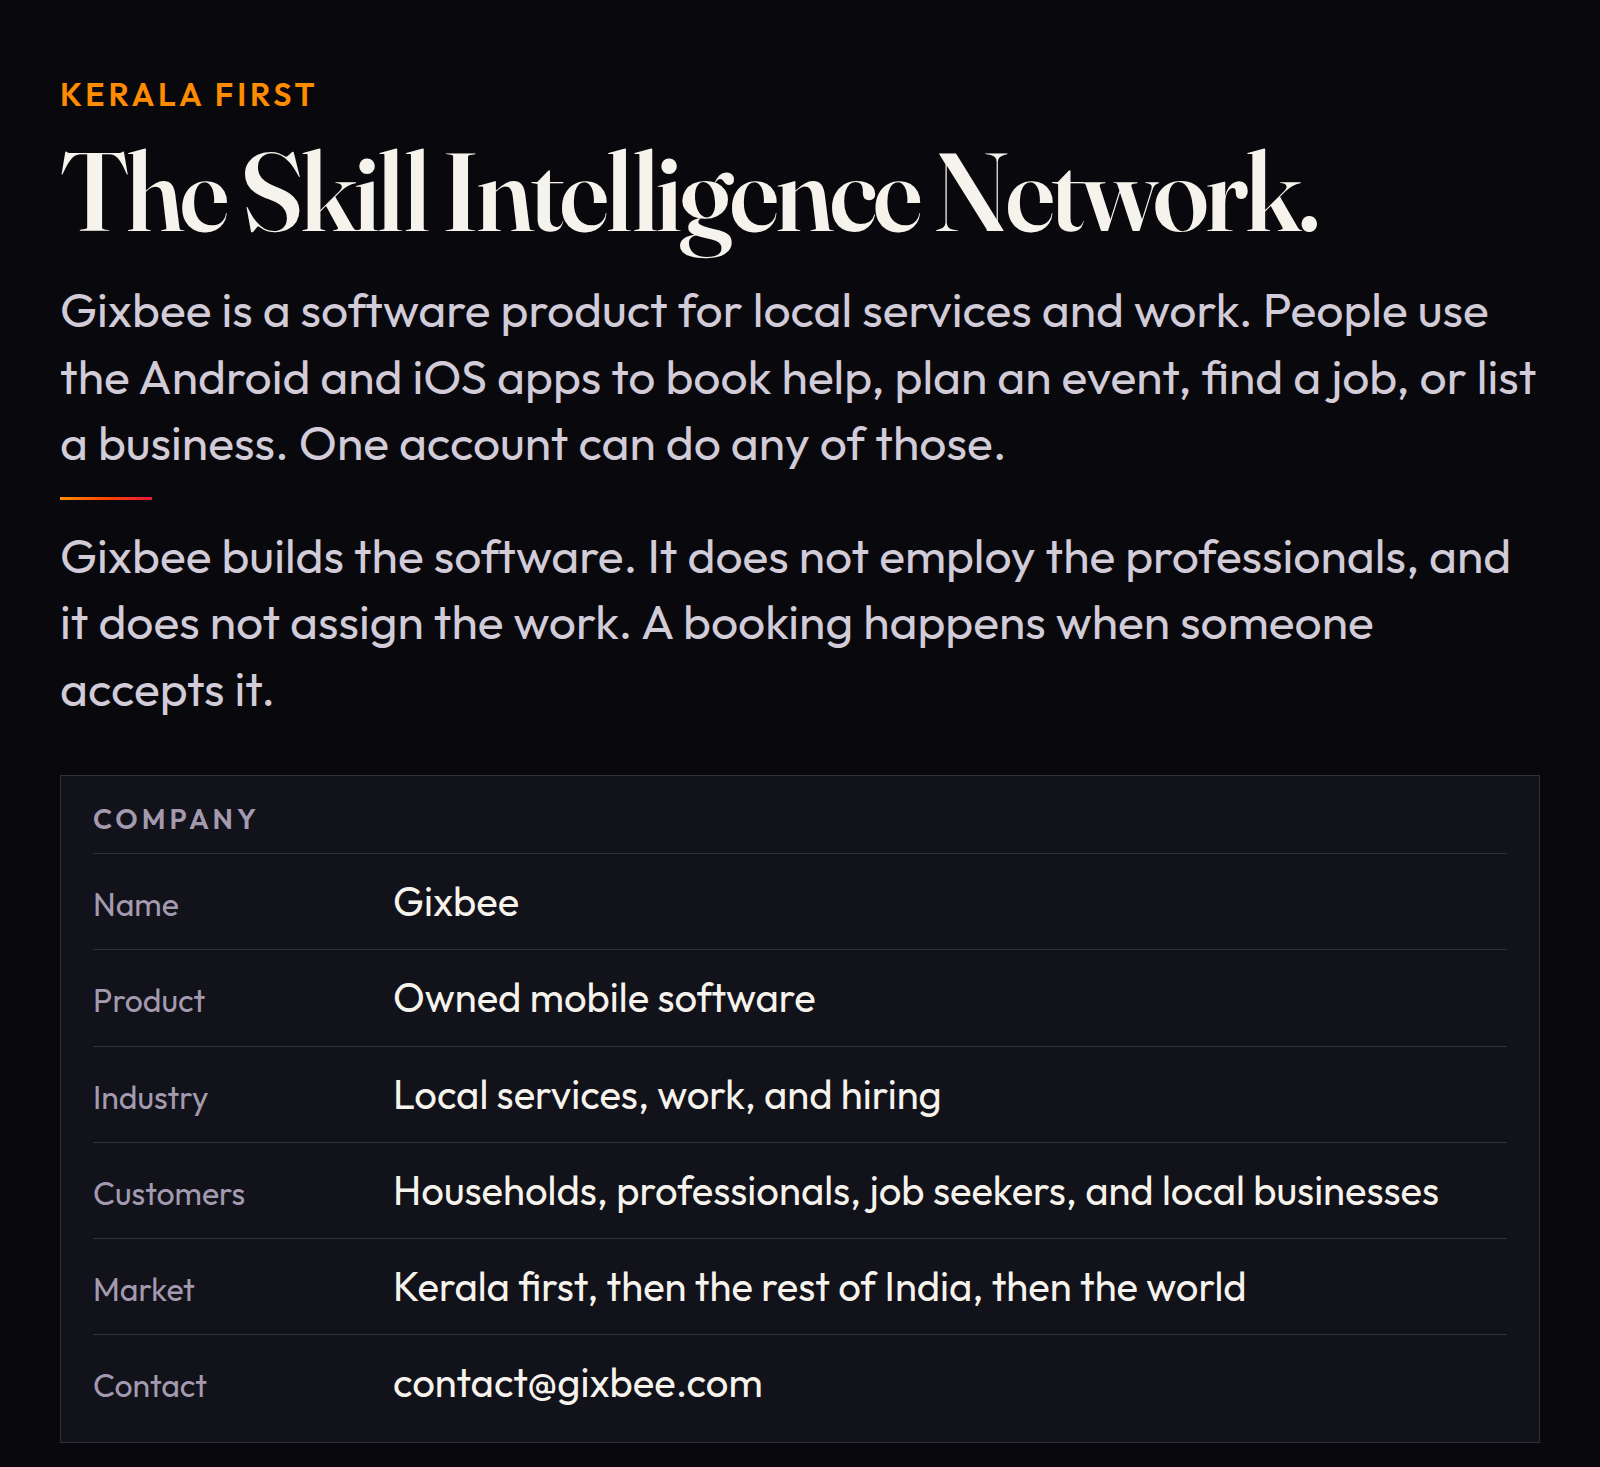 KERALA FIRST
The Skill Intelligence Network.
Gixbee is a software product for local services and work. People use
the Android and iOS apps to book help, plan an event, find a job, or list
a business. One account can do any of those.
Gixbee builds the software. It does not employ the professionals, and
it does not assign the work. A booking happens when someone
accepts it.
COMPANY
Name Gixbee
Product Owned mobile software
Industry Local services, work, and hiring
Customers Households, professionals, job seekers, and local businesses
Market Kerala first, then the rest of India, then the world
Contact contact@gixbee.com